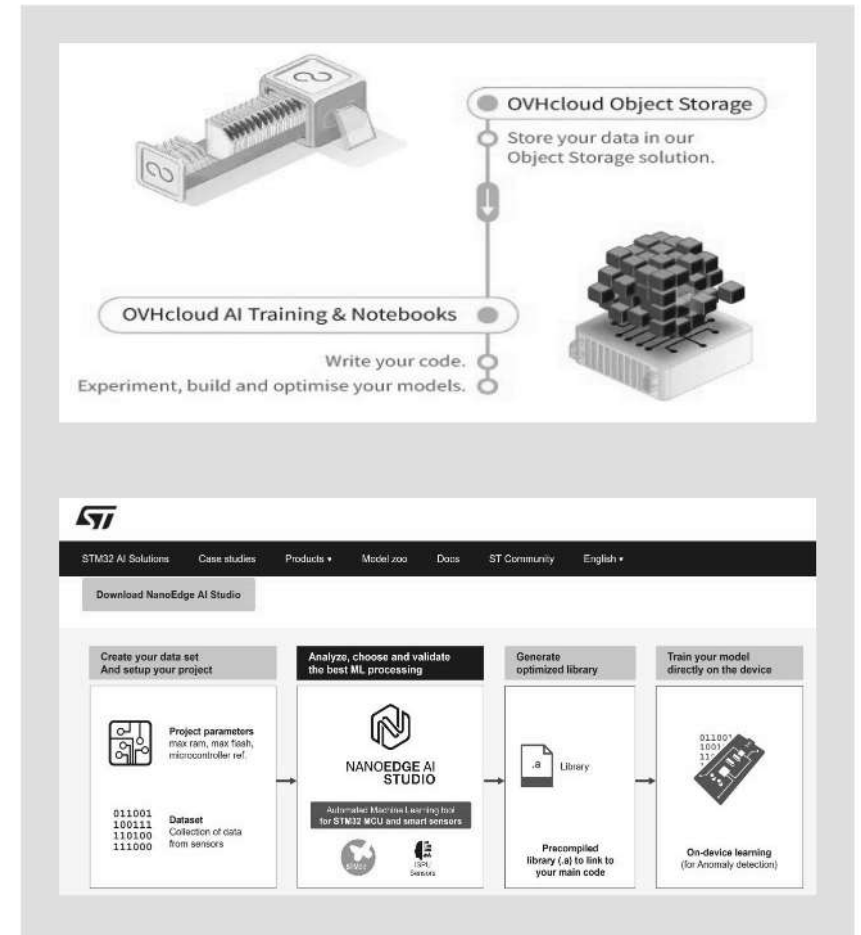 OVHcloud Object Storage
Store your data in our
Object Storage solution.
OVHcloud AI Training & Notebooks
Write your code.
Experiment, build and optimise your models.
ST
STM32 AI Solutions Case studies Products ▾ Model zoo Docs ST Community English ▾
Download NanoEdge AI Studio
Create your data set
And setup your project
Project parameters
max ram, max flash,
microcontroller ref.
011001
100111
110100
111000
Dataset
Collection of data
from sensors
Analyze, choose and validate
the best ML processing
NANOEDGE AI
STUDIO
Automated Machine Learning tool
for STM32 MCU and smart sensors
STM32
ISPU
Sensors
Generate
optimized library
.a
Library
Precompiled
library (.a) to link to
your main code
Train your model
directly on the device
On-device learning
(for Anomaly detection)